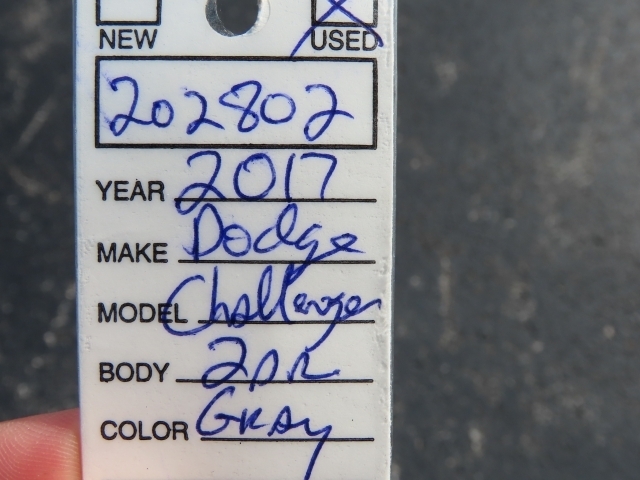 NEW USED
202802
YEAR 2017
MAKE Dodge
MODEL Challenger
BODY 2DR
COLOR GRAY